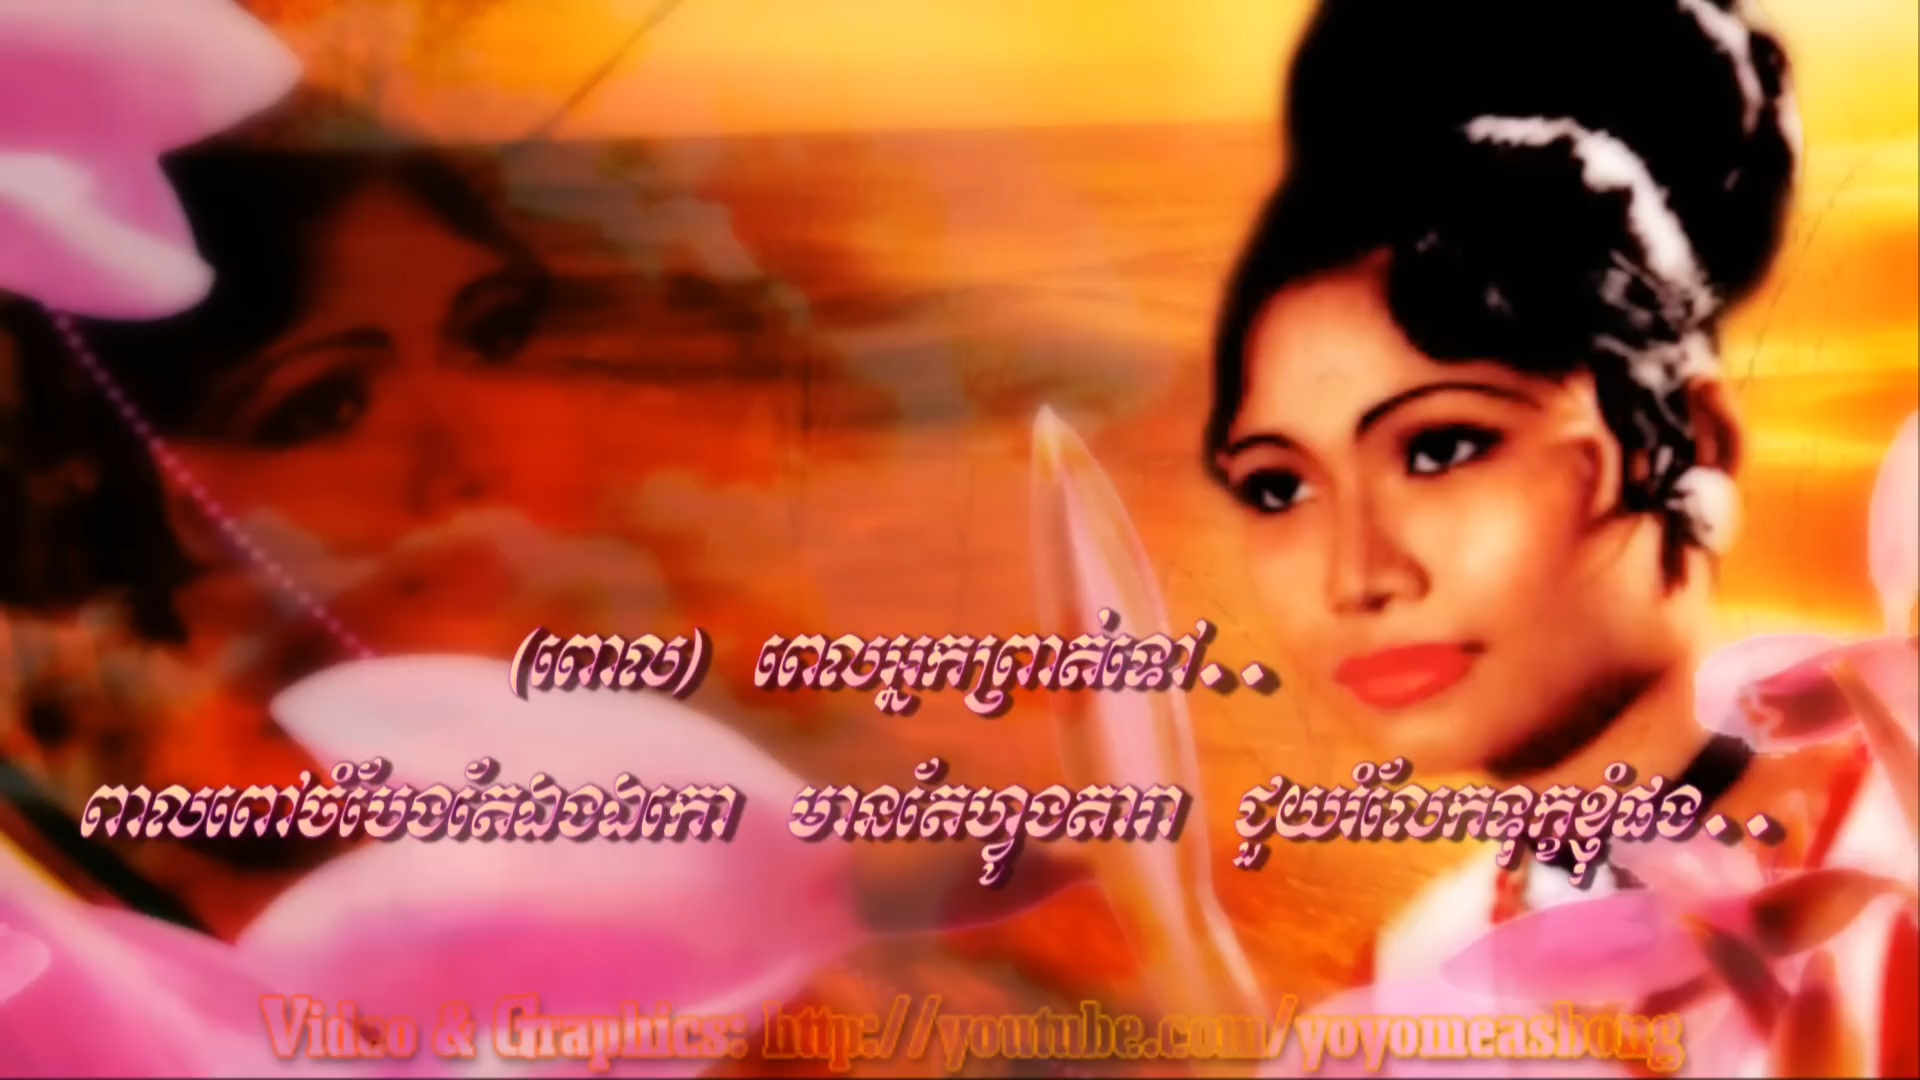 (ពោល) ពេលអ្នកព្រាត់ទៅ..
ពាលពៅចំបែងតែឯងឯកោ មានតែហ្វូងតារា ជួយរំលែកទុក្ខខ្ញុំផង..
Video & Graphics: http://youtube.com/yoyomeasbong